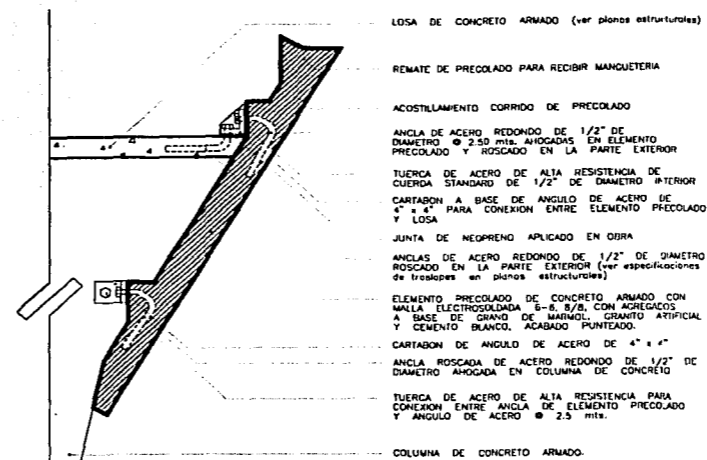 LOSA DE CONCRETO ARMADO (ver planos estructurales)
REMATE DE PRECOLADO PARA RECIBIR MANGUETERIA
ACOSTILLAMIENTO CORRIDO DE PRECOLADO
ANCLA DE ACERO REDONDO DE 1/2" DE
DIAMETRO @ 2.50 mts. AHOGADAS EN ELEMENTO
PRECOLADO Y ROSCADO EN LA PARTE EXTERIOR
TUERCA DE ACERO DE ALTA RESISTENCIA DE
CUERDA STANDARD DE 1/2" DE DIAMETRO INTERIOR
CARTABON A BASE DE ANGULO DE ACERO DE
4" x 4" PARA CONEXION ENTRE ELEMENTO PRECOLADO
Y LOSA
JUNTA DE NEOPRENO APLICADO EN OBRA
ANCLAS DE ACERO REDONDO DE 1/2" DE DIAMETRO
ROSCADO EN LA PARTE EXTERIOR (ver especificaciones
de traslapes en planos estructurales)
ELEMENTO PRECOLADO DE CONCRETO ARMADO CON
MALLA ELECTROSOLDADA 6-6, 8/8, CON AGREGADOS
A BASE DE GRANO DE MARMOL, GRANITO ARTIFICIAL
Y CEMENTO BLANCO, ACABADO PUNTEADO.
CARTABON DE ANGULO DE ACERO DE 4" x 4"
ANCLA ROSCADA DE ACERO REDONDO DE 1/2" DE
DIAMETRO AHOGADA EN COLUMNA DE CONCRETO
TUERCA DE ACERO DE ALTA RESISTENCIA PARA
CONEXION ENTRE ANCLA DE ELEMENTO PRECOLADO
Y ANGULO DE ACERO @ 2.5 mts.
COLUMNA DE CONCRETO ARMADO.